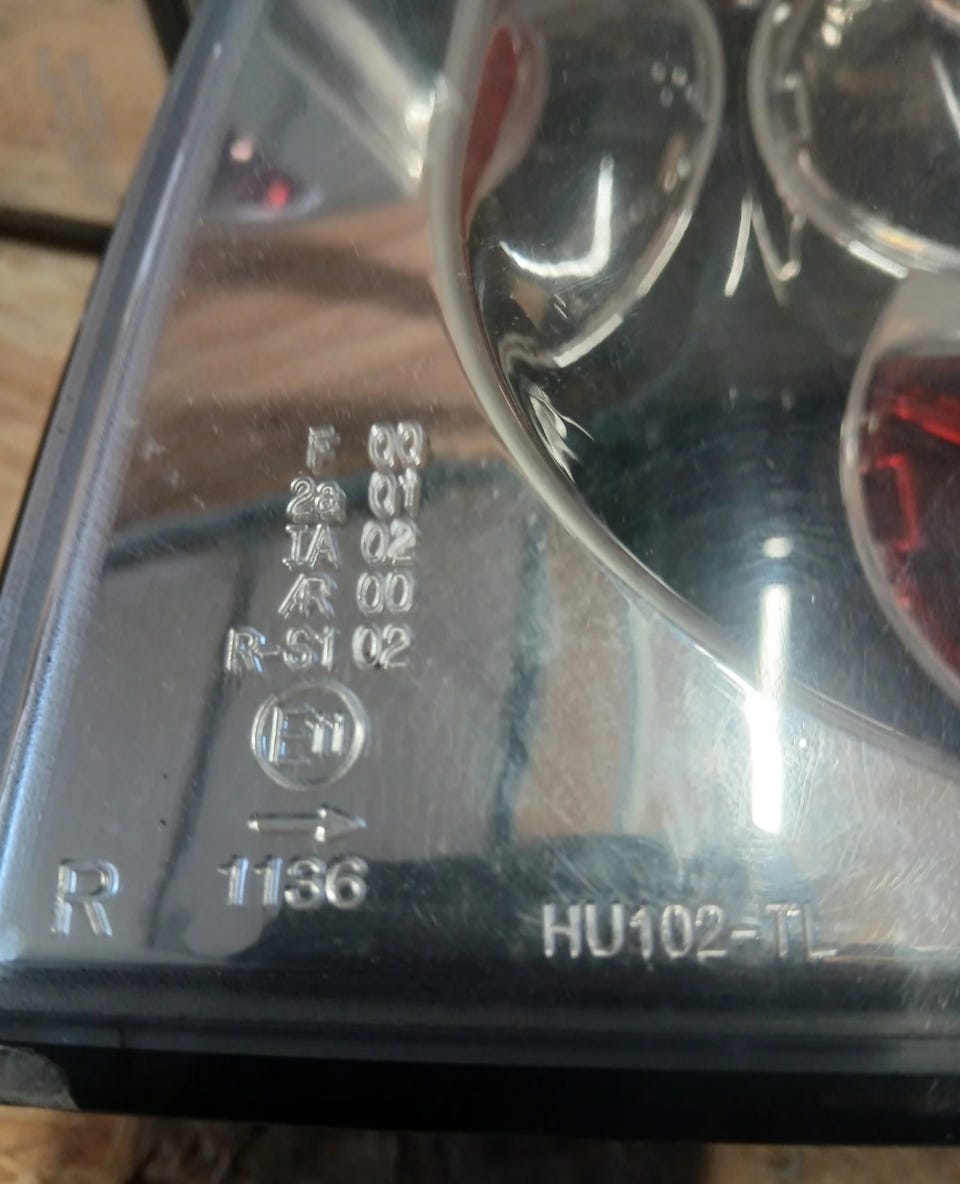 F 00
2a 01
IA 02
AR 00
R-S1 02
E11
→
1136
R
HU102-TL